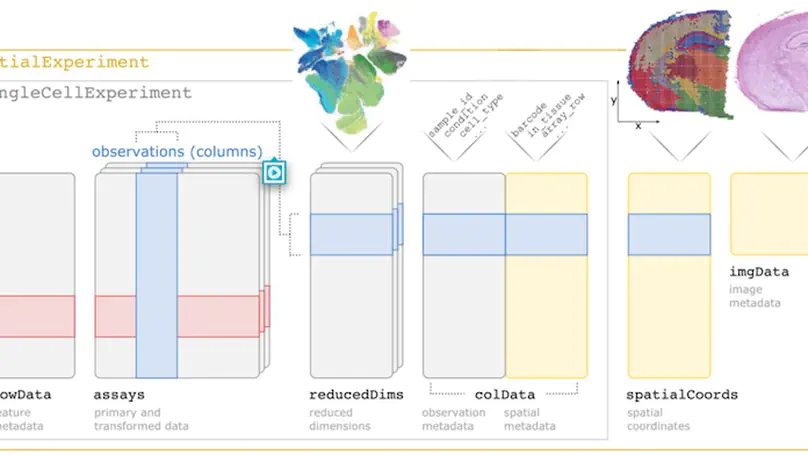 tialExperiment
ngleCellExperiment
observations (columns)
sample_id
condition
cell_type
...
barcode
in_tissue
array_row
...
y
x
owData
eature
etadata
assays
primary and
transformed data
reducedDims
reduced
dimensions
colData
observation
metadata
spatial
metadata
spatialCoords
spatial
coordinates
imgData
image
metadata